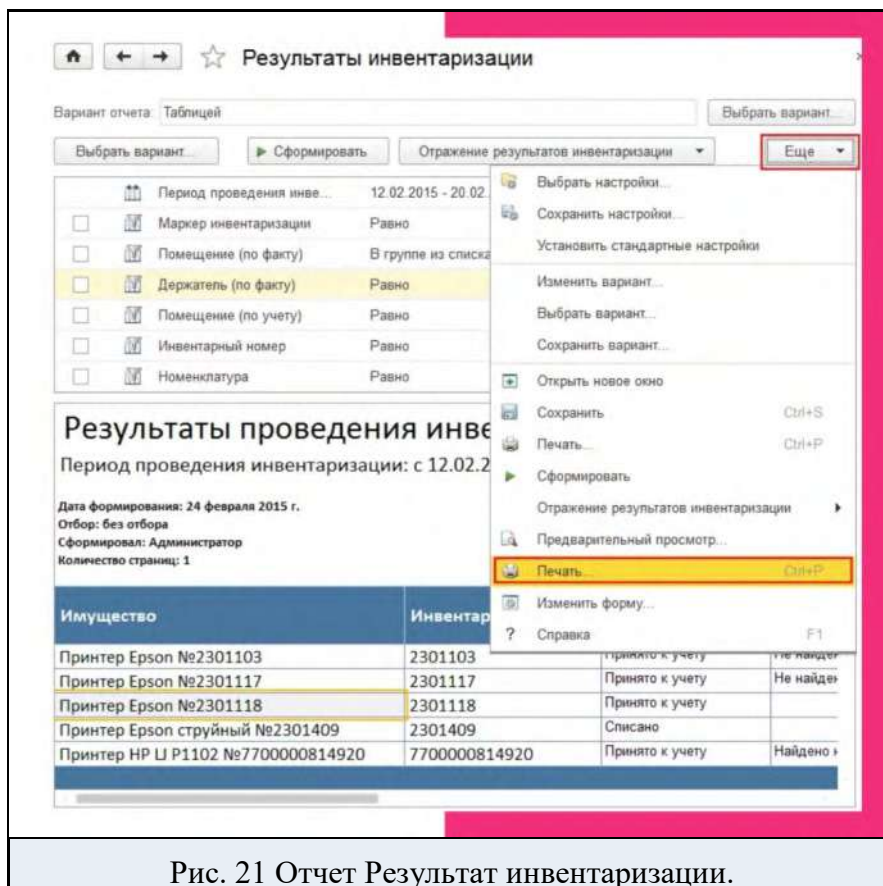 Результаты инвентаризации
Вариант отчета: Таблицей
Выбрать вариант...
Выбрать вариант...
Сформировать
Отражение результатов инвентаризации
Еще
Период проведения инве... 12.02.2015 - 20.02.
Маркер инвентаризации Равно
Помещение (по факту) В группе из списка
Держатель (по факту) Равно
Помещение (по учету) Равно
Инвентарный номер Равно
Номенклатура Равно
Выбрать настройки...
Сохранить настройки...
Установить стандартные настройки
Изменить вариант...
Выбрать вариант...
Сохранить вариант...
Открыть новое окно
Сохранить Ctrl+S
Печать... Ctrl+P
Сформировать
Отражение результатов инвентаризации
Предварительный просмотр...
Печать... Ctrl+P
Изменить форму...
? Справка F1
Результаты проведения инве
Период проведения инвентаризации: с 12.02.2
Дата формирования: 24 февраля 2015 г.
Отбор: без отбора
Сформировал: Администратор
Количество страниц: 1
Имущество Инвентар
Принтер Epson №2301103 2301103 Принято к учету Не найден
Принтер Epson №2301117 2301117 Принято к учету Не найден
Принтер Epson №2301118 2301118 Принято к учету
Принтер Epson струйный №2301409 2301409 Списано
Принтер HP LJ P1102 №7700000814920 7700000814920 Принято к учету Найдено н
Рис. 21 Отчет Результат инвентаризации.